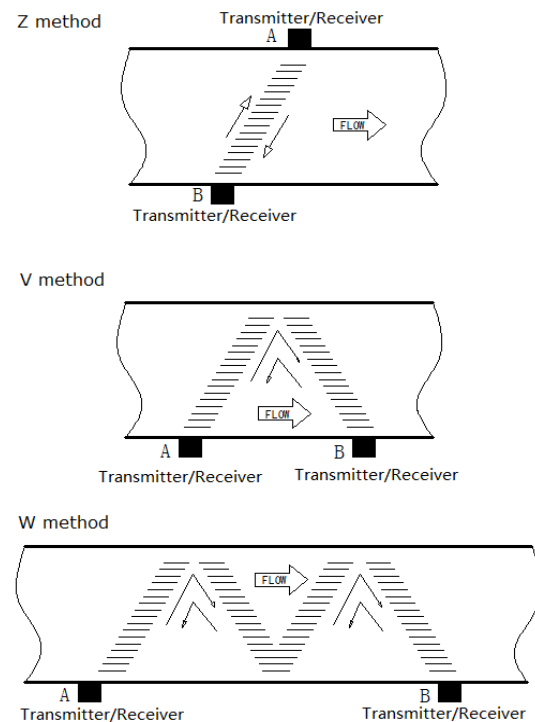 Z method
Transmitter/Receiver
A
FLOW
B
Transmitter/Receiver
V method
FLOW
A
B
Transmitter/Receiver
Transmitter/Receiver
W method
FLOW
A
B
Transmitter/Receiver
Transmitter/Receiver